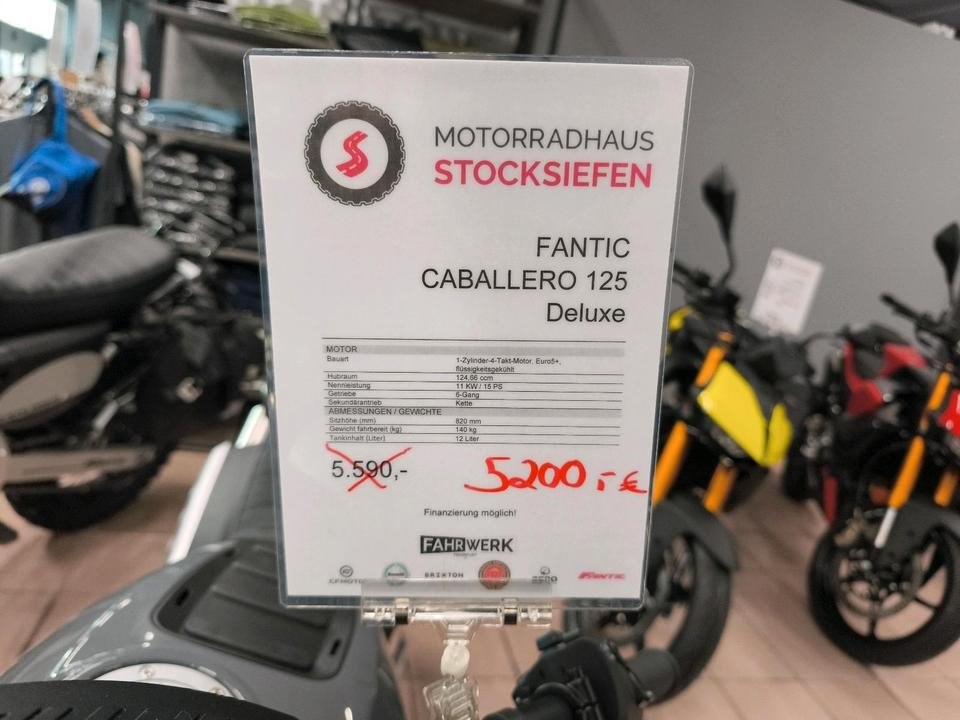 MOTORRADHAUS
STOCKSIEFEN
FANTIC
CABALLERO 125
Deluxe
MOTOR
Bauart 1-Zylinder-4-Takt-Motor, Euro5+,
flüssigkeitsgekühlt
Hubraum 124,66 ccm
Nennleistung 11 KW / 15 PS
Getriebe 6-Gang
Sekundärantrieb Kette
ABMESSUNGEN / GEWICHTE
Sitzhöhe (mm) 820 mm
Gewicht fahrbereit (kg) 140 kg
Tankinhalt (Liter) 12 Liter
5.590,- 5200,-€
Finanzierung möglich!
FAHRWERK
CFMOTO BRIXTON ZERO FANTIC